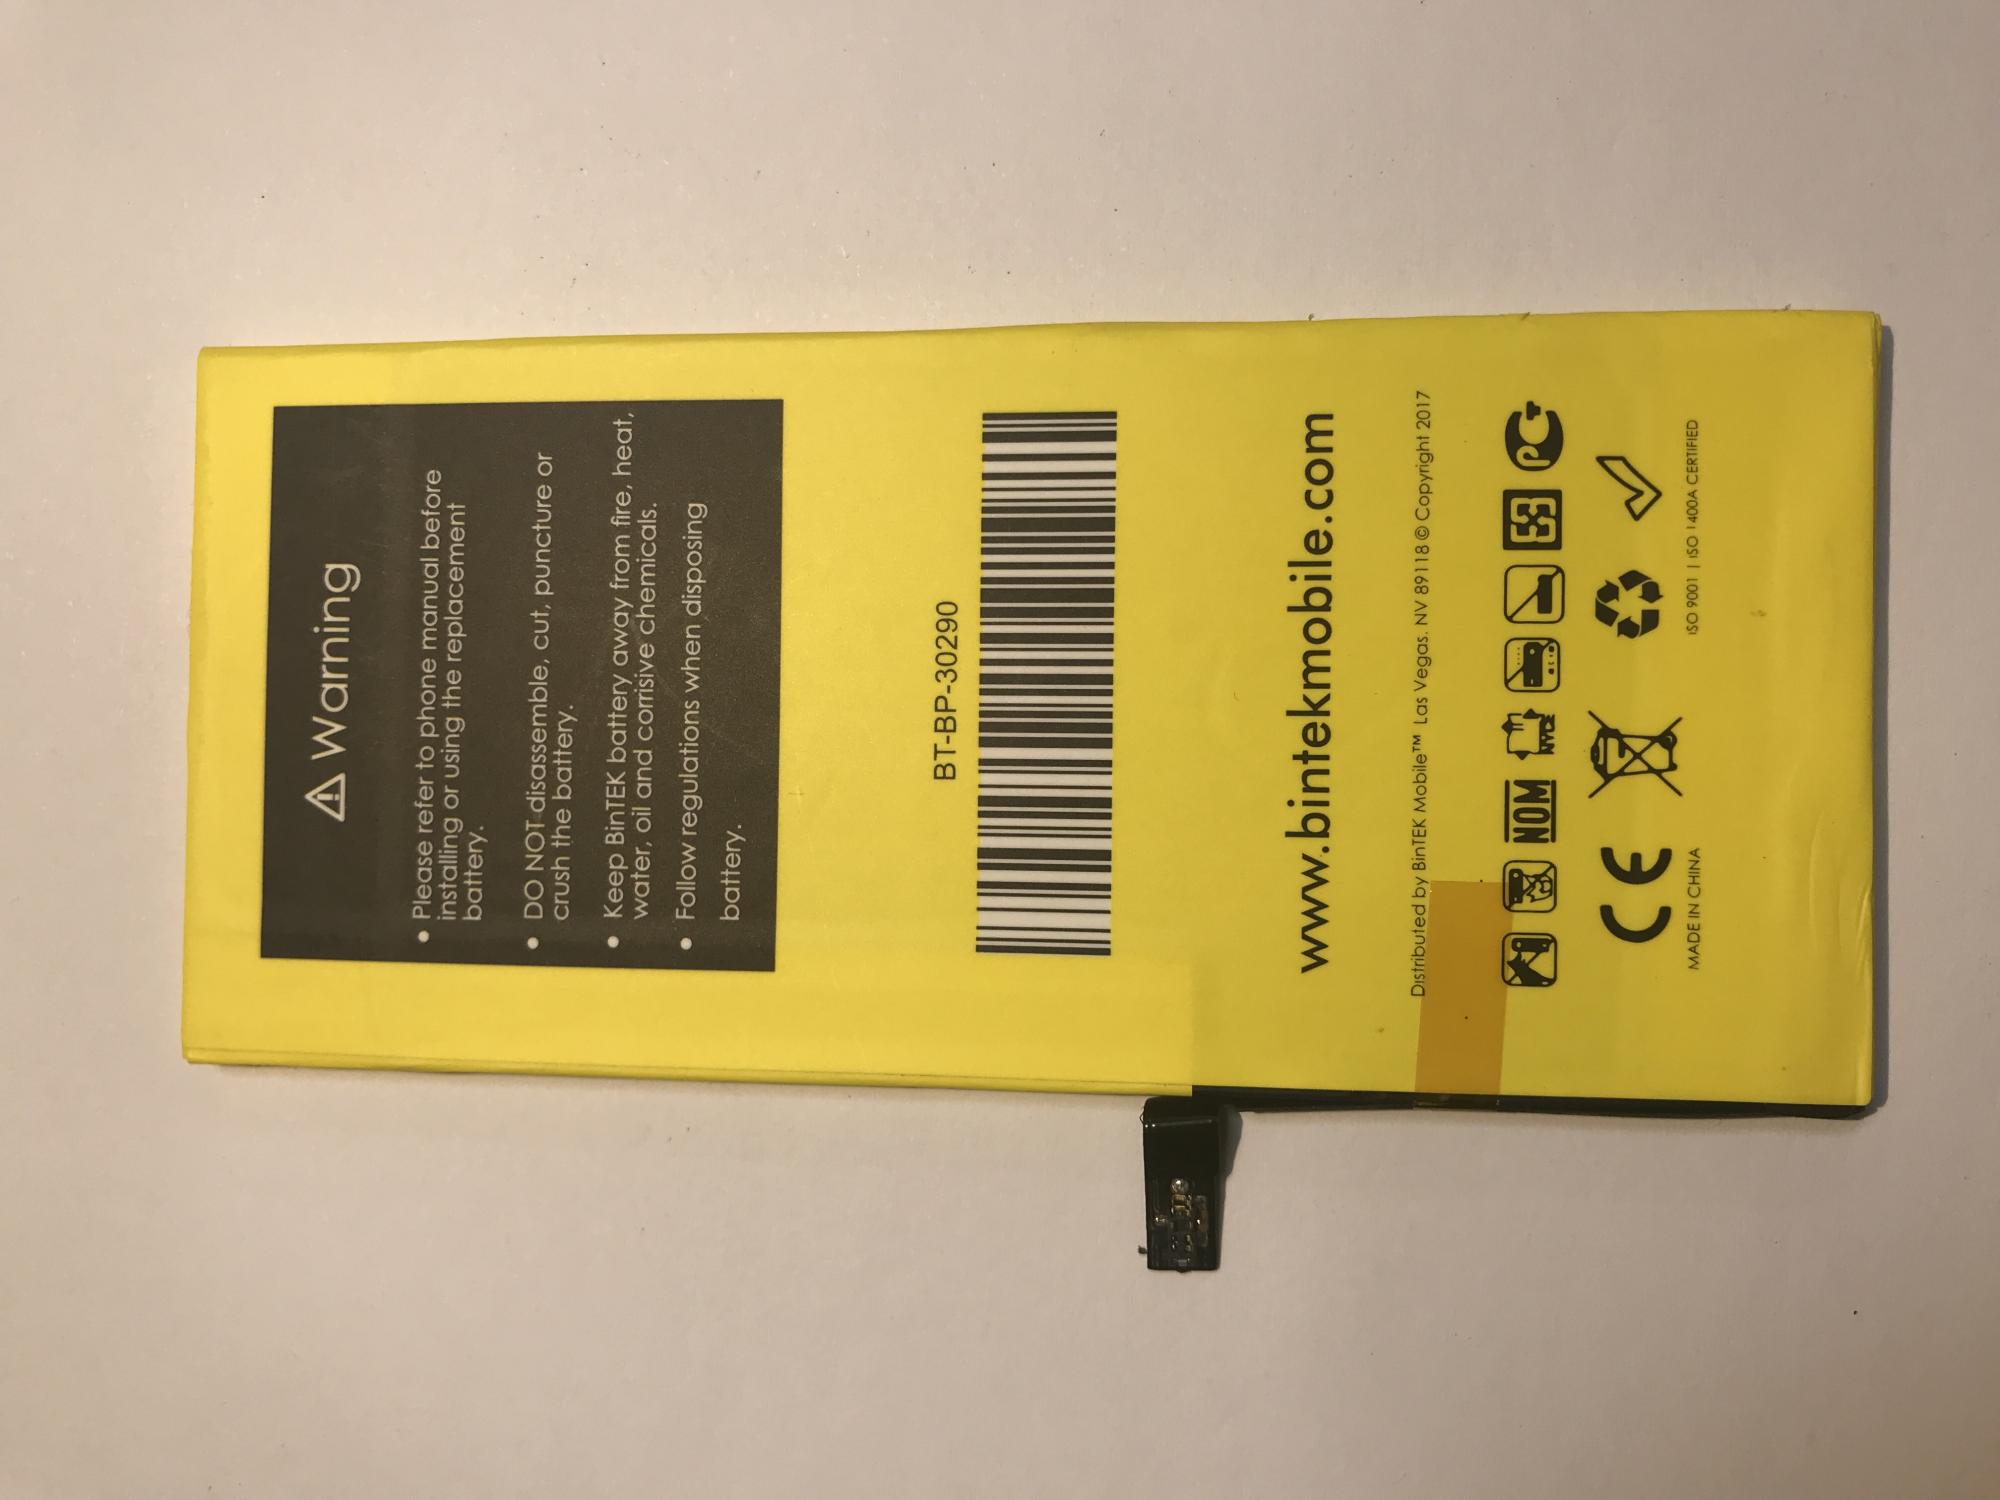 Warning
• Please refer to phone manual before
installing or using the replacement
battery.
• DO NOT disassemble, cut, puncture or
crush the battery.
• Keep BinTEK battery away from fire, heat,
water, oil and corrisive chemicals.
• Follow regulations when disposing
battery.
BT-BP-30290
www.bintekmobile.com
Distributed by BinTEK Mobile™ Las Vegas. NV 89118 © Copyright 2017
NOM NYCE
CE
MADE IN CHINA ISO 9001 | ISO 1400A CERTIFIED